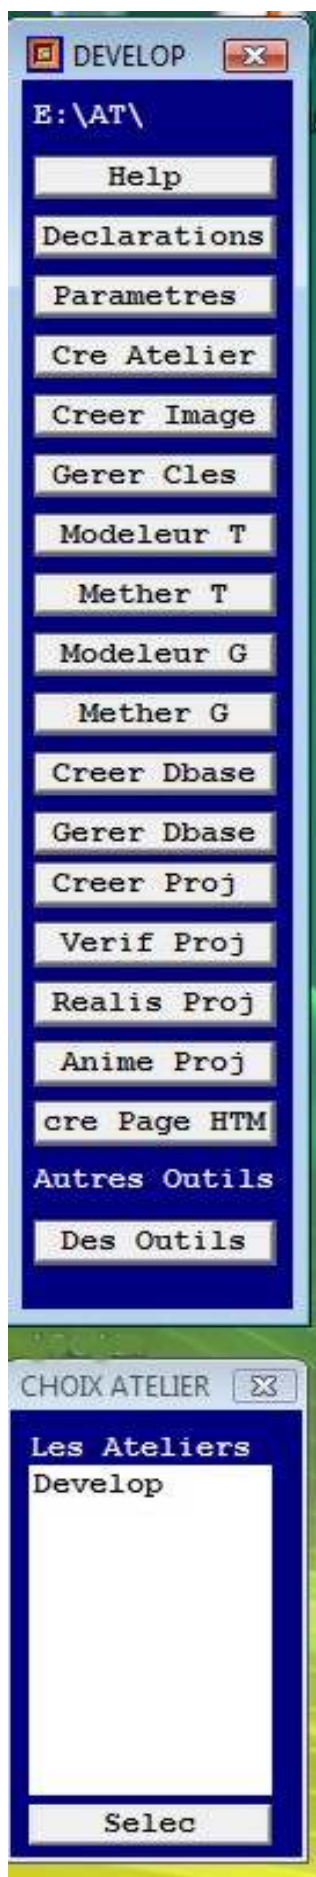 DEVELOP
E:\AT\
Help
Declarations
Parametres
Cre Atelier
Creer Image
Gerer Cles
Modeleur T
Mether T
Modeleur G
Mether G
Creer Dbase
Gerer Dbase
Creer Proj
Verif Proj
Realis Proj
Anime Proj
cre Page HTM
Autres Outils
Des Outils
CHOIX ATELIER
Les Ateliers
Develop
Selec